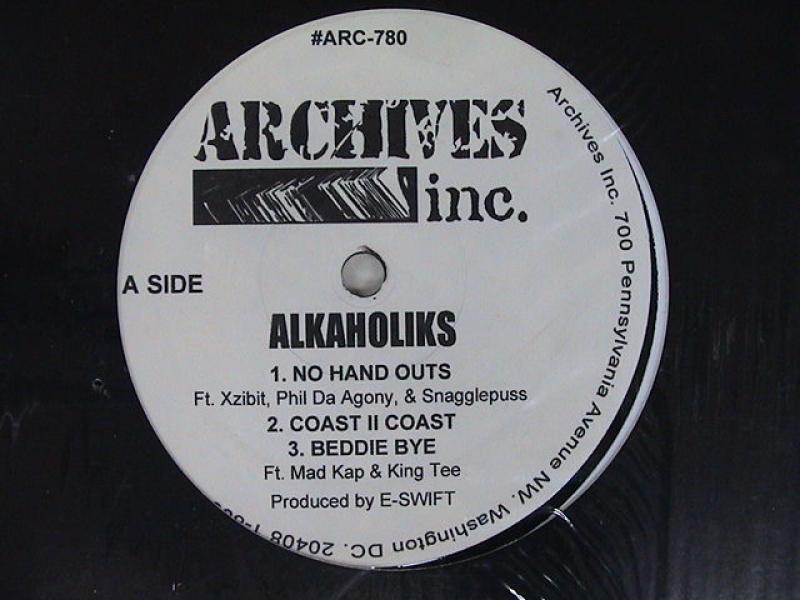 #ARC-780
ARCHIVES
inc.
A SIDE
ALKAHOLIKS
1. NO HAND OUTS
Ft. Xzibit, Phil Da Agony, & Snagglepuss
2. COAST II COAST
3. BEDDIE BYE
Ft. Mad Kap & King Tee
Produced by E-SWIFT
Archives Inc. 700 Pennsylvania Avenue NW. Washington DC. 20408